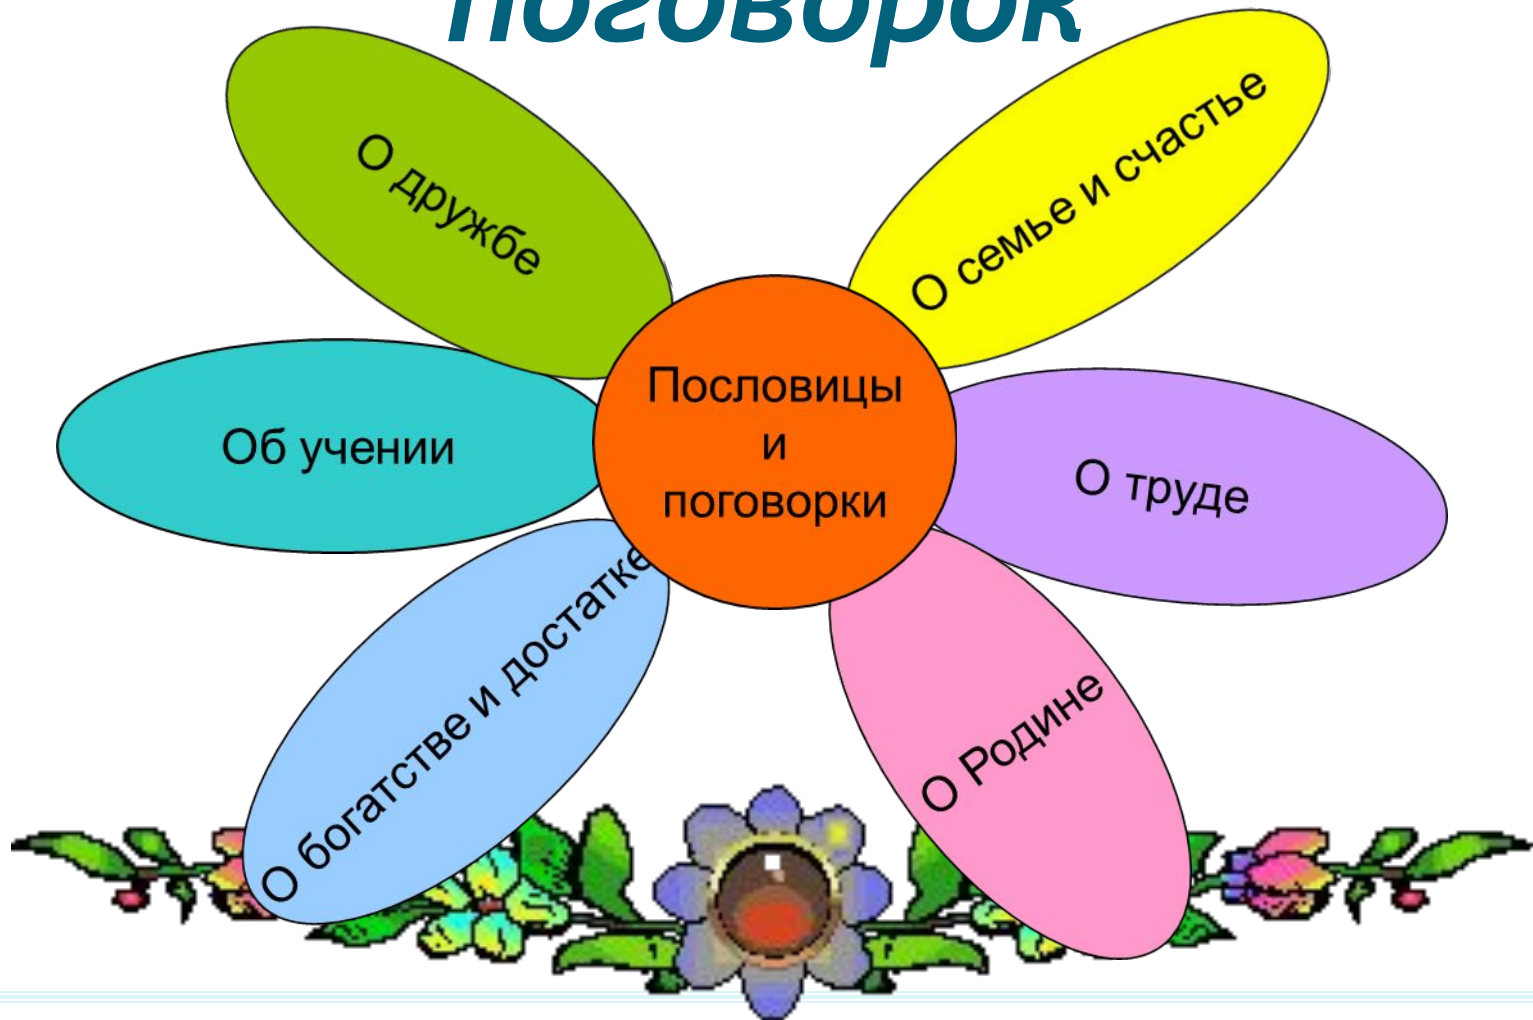 поговорок
О дружбе
О семье и счастье
Об учении
Пословицы
и
поговорки
О труде
О богатстве и достатке
О Родине